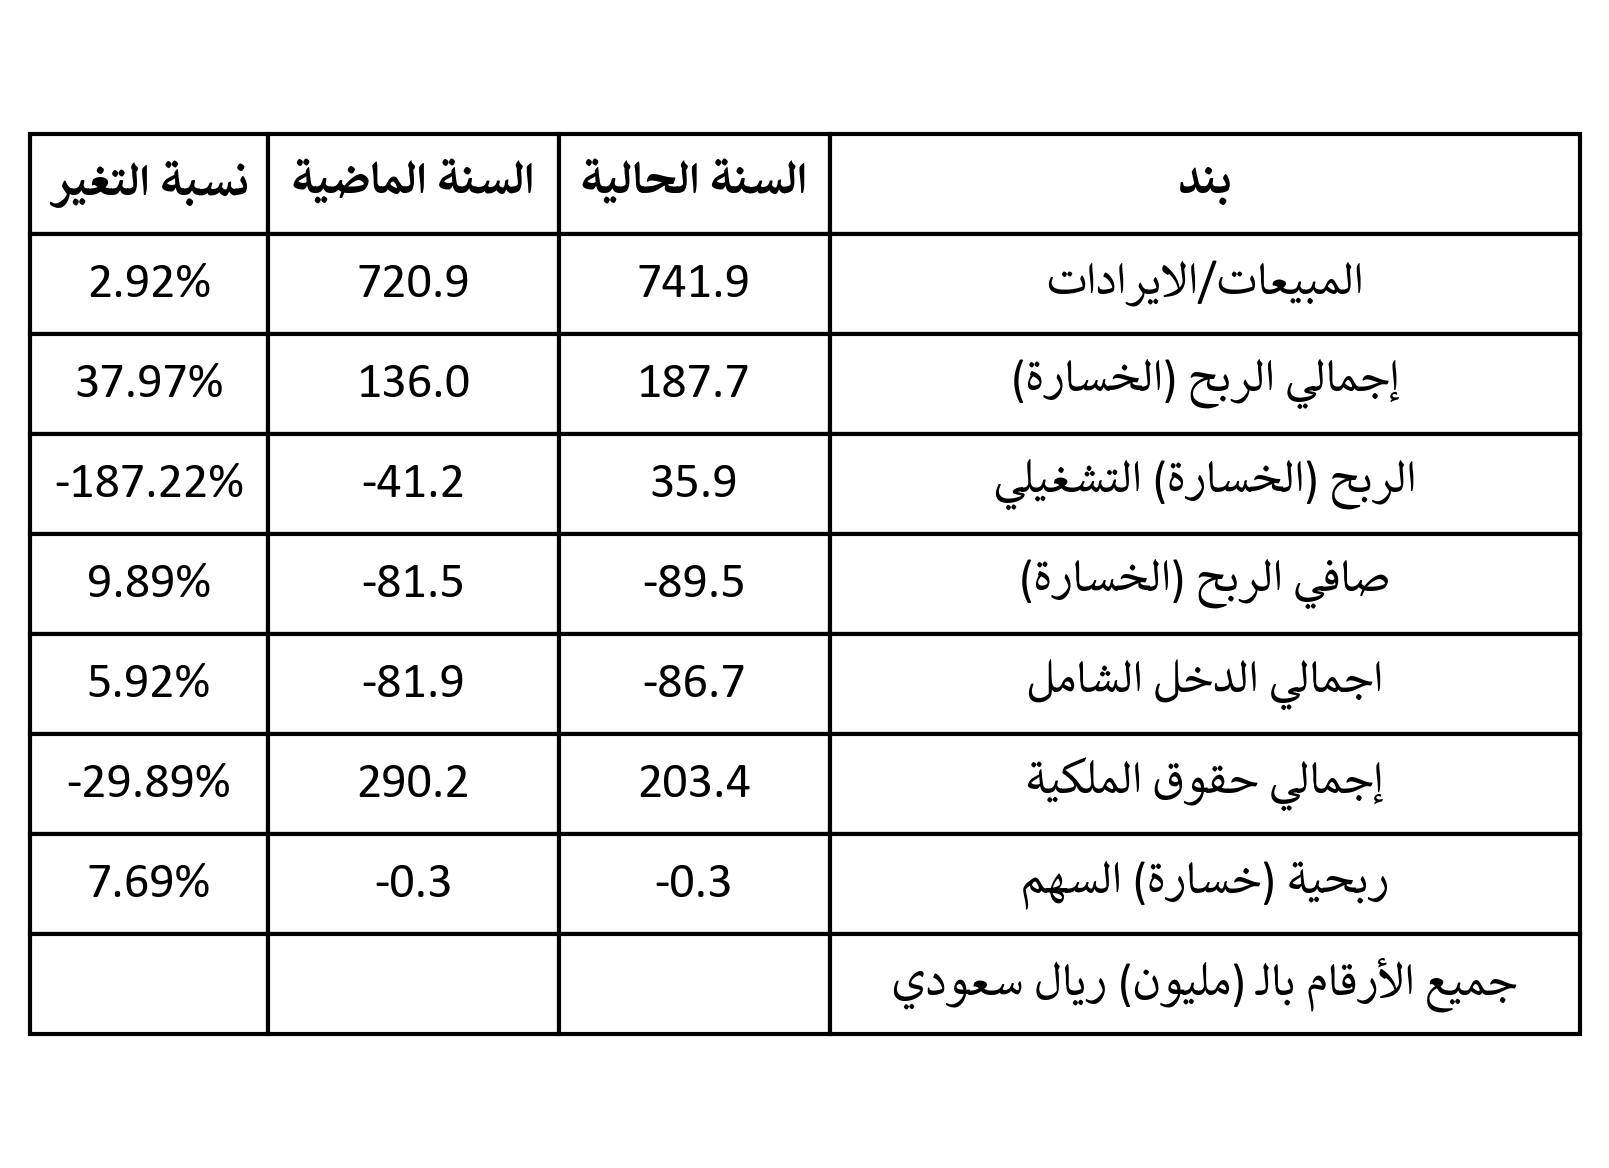 بند السنة الحالية السنة الماضية نسبة التغير
المبيعات/الايرادات 741.9 720.9 2.92%
إجمالي الربح (الخسارة) 187.7 136.0 37.97%
الربح (الخسارة) التشغيلي 35.9 -41.2 -187.22%
صافي الربح (الخسارة) -89.5 -81.5 9.89%
اجمالي الدخل الشامل -86.7 -81.9 5.92%
إجمالي حقوق الملكية 203.4 290.2 -29.89%
ربحية (خسارة) السهم -0.3 -0.3 7.69%
جميع الأرقام بالـ (مليون) ريال سعودي